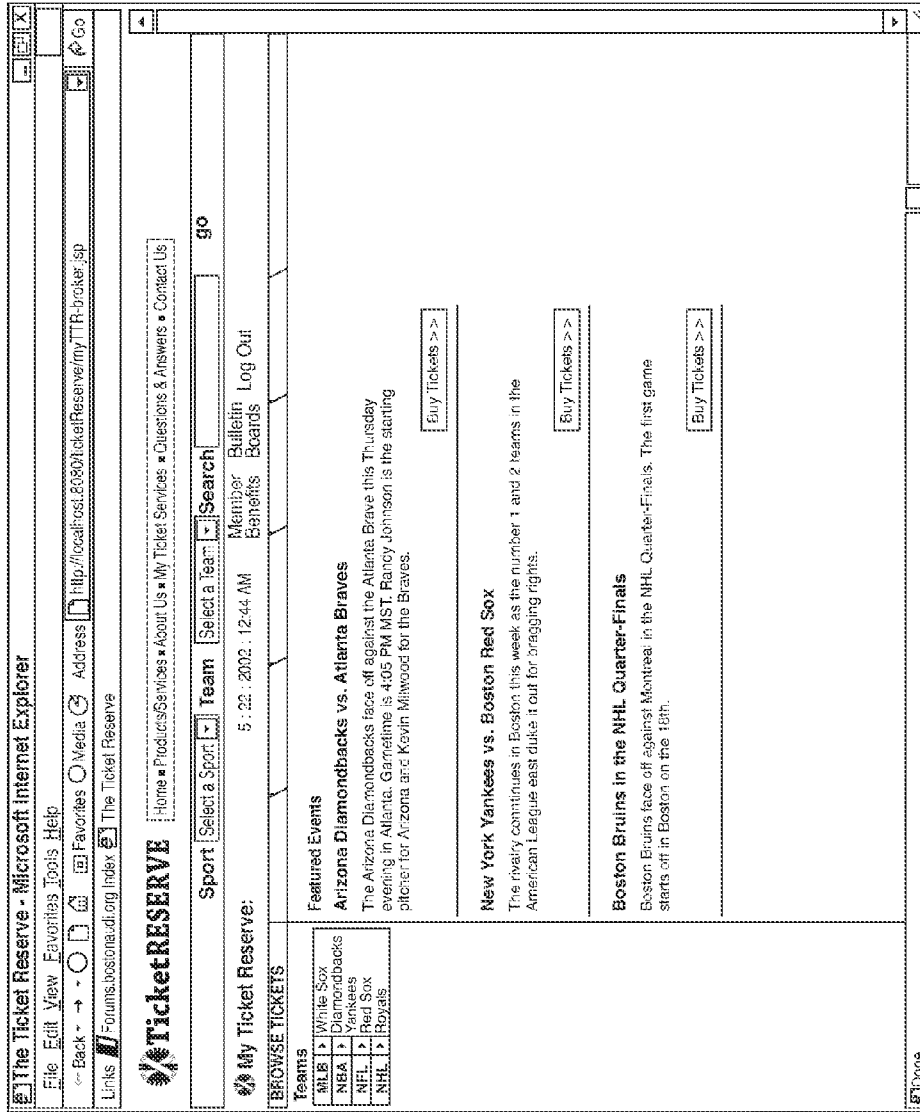 The Ticket Reserve - Microsoft Internet Explorer
File Edit View Favorites Tools Help
Back Favorites Media Address http://localhost.8080/ticketReserve/myTTR-broker.jsp Go
Links Forums.bostonaudi.org Index The Ticket Reserve
TicketRESERVE Home Products/Services About Us My Ticket Services Questions & Answers Contact Us
Sport Select a Sport Team Select a Team Search go
My Ticket Reserve: 5 : 22 : 2002 : 12:44 AM Member Benefits Bulletin Boards Log Out
BROWSE TICKETS
Teams
MLB White Sox
NBA Diamondbacks
Yankees
NFL Red Sox
NHL Royals
Featured Events
Arizona Diamondbacks vs. Atlanta Braves
The Arizona Diamondbacks face off against the Atlanta Brave this Thursday
evening in Atlanta. Gametime is 4:05 PM MST. Randy Johnson is the starting
pitcher for Arizona and Kevin Milwood for the Braves.
Buy Tickets > >
New York Yankees vs. Boston Red Sox
The rivalry conntinues in Boston this week as the number 1 and 2 teams in the
American League east duke it out for bragging rights.
Buy Tickets > >
Boston Bruins in the NHL Quarter-Finals
Boston Bruins face off against Montreal in the NHL Quarter-Finals. The first game
starts off in Boston on the 18th.
Buy Tickets > >
Done